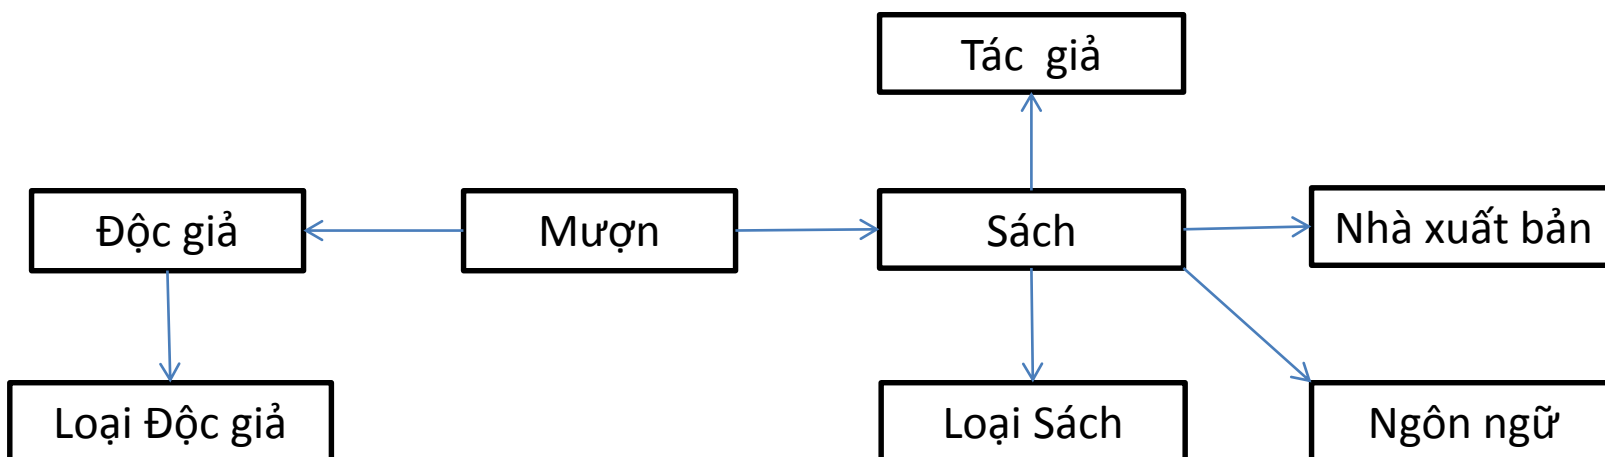 Tác giả
Độc giả
Mượn
Sách
Nhà xuất bản
Loại Độc giả
Loại Sách
Ngôn ngữ